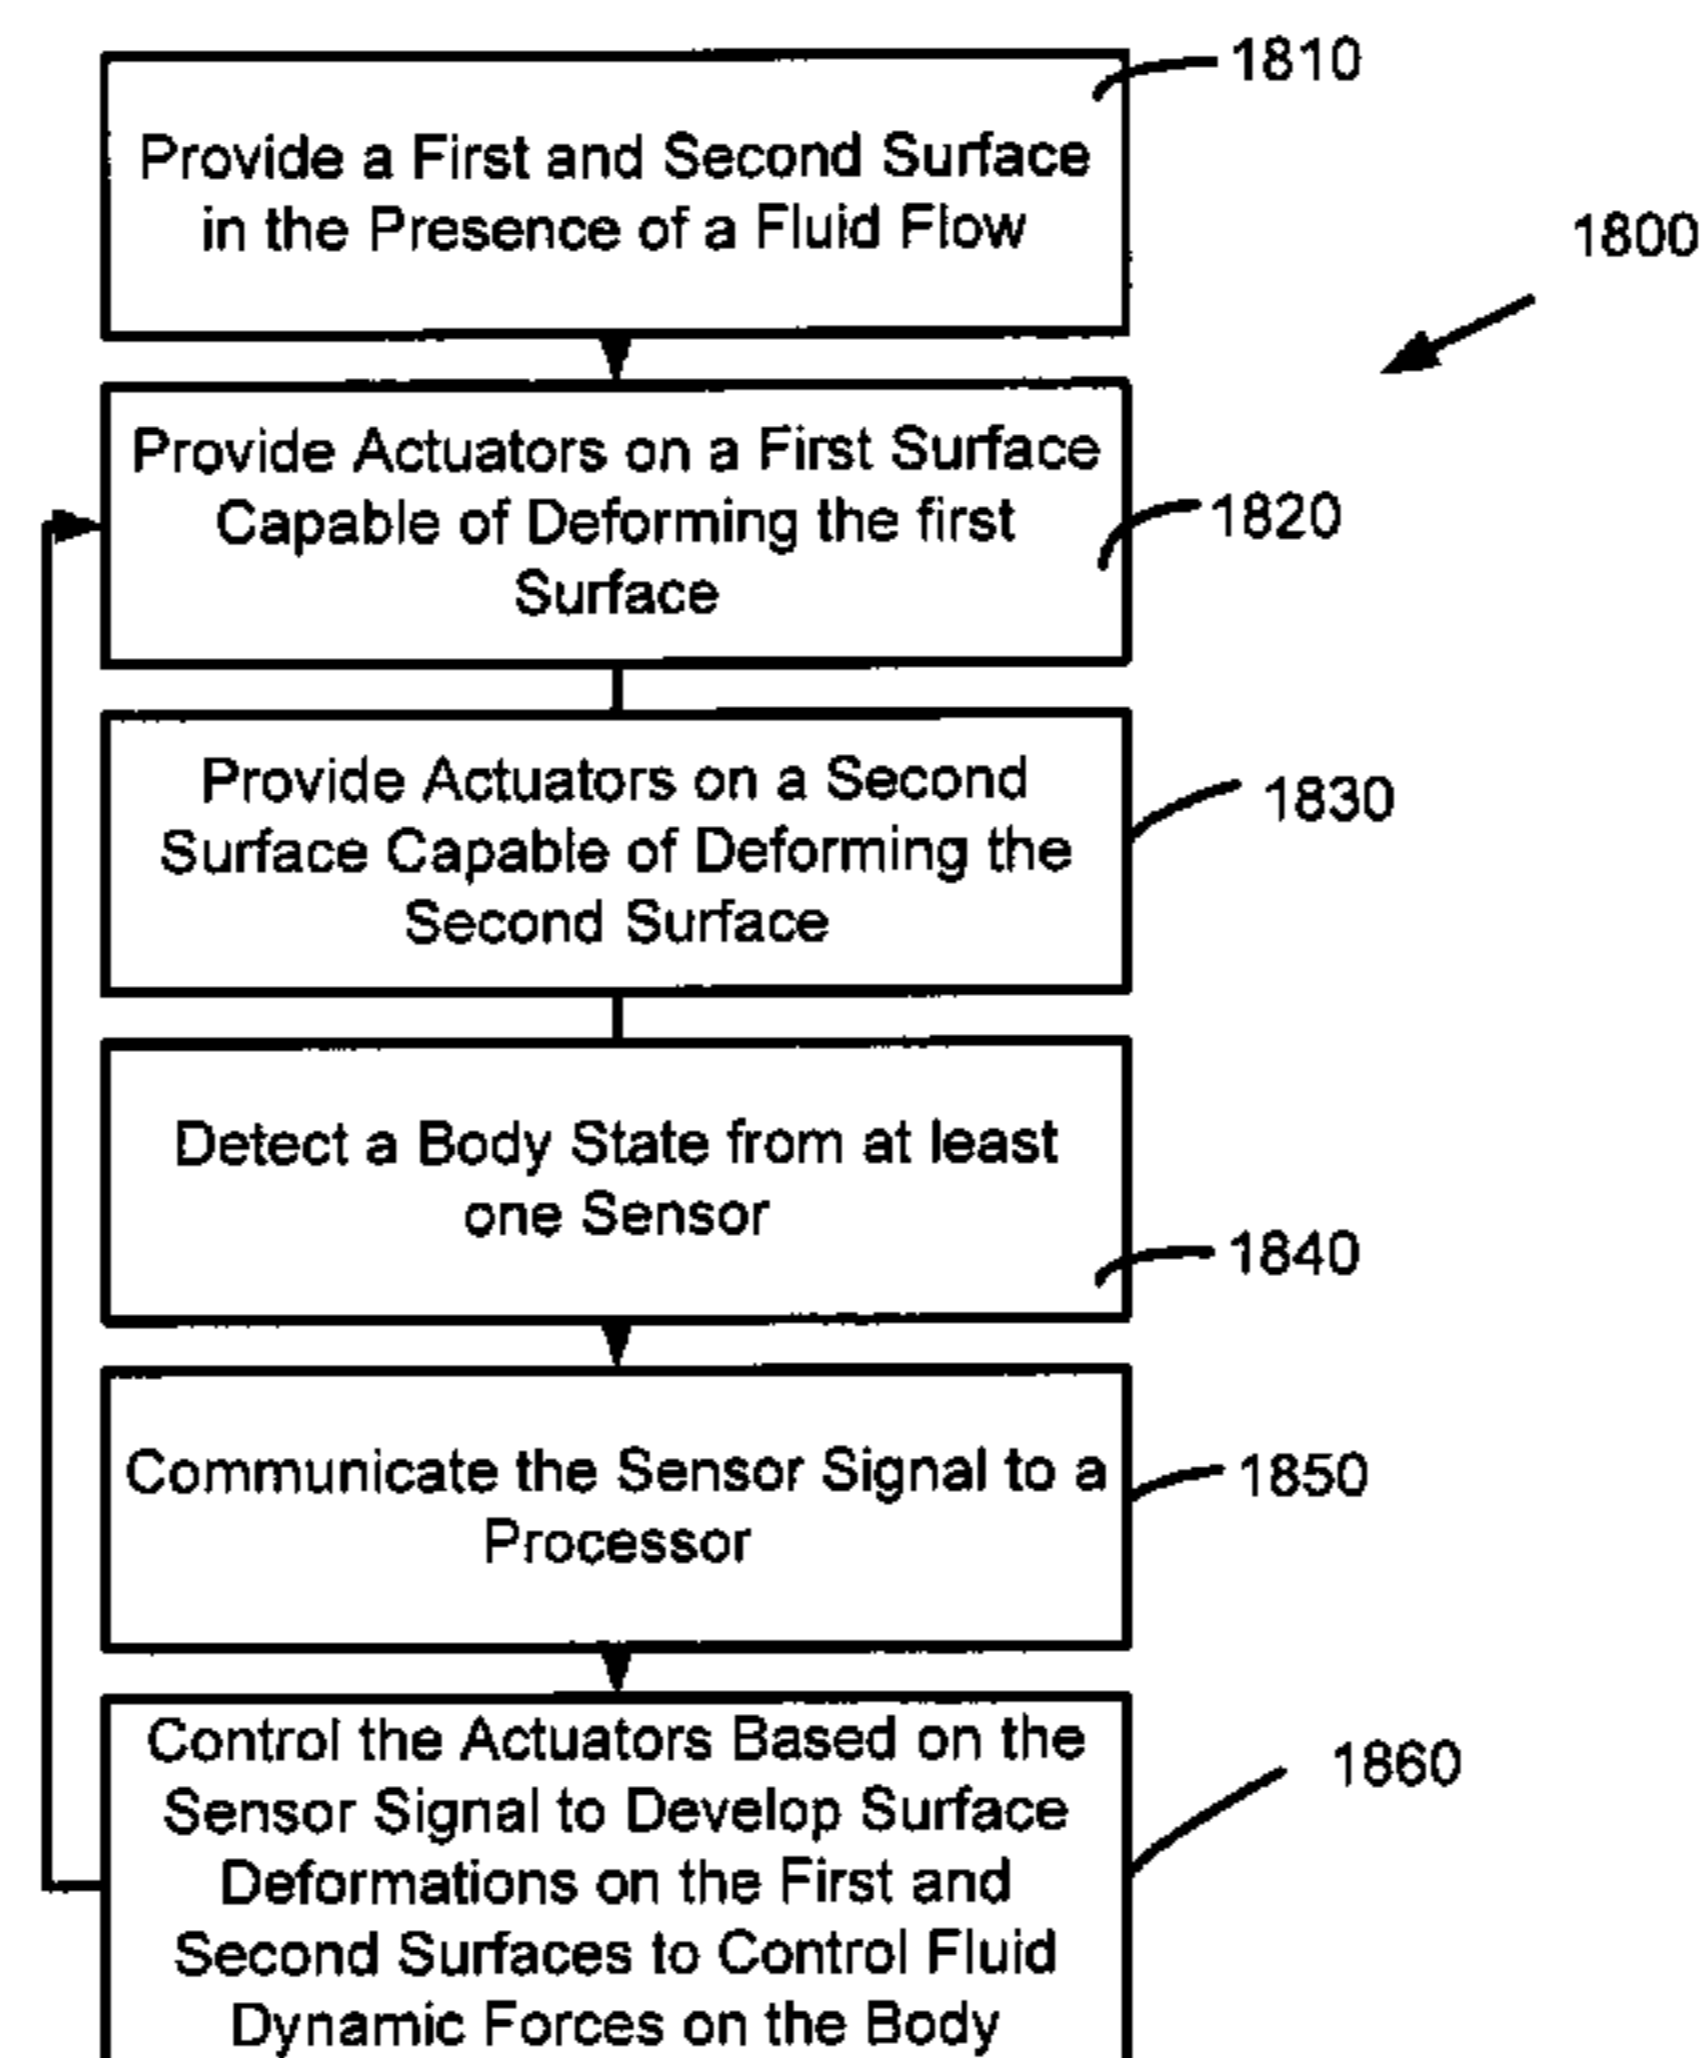 1810
Provide a First and Second Surface
in the Presence of a Fluid Flow
1800
Provide Actuators on a First Surface
Capable of Deforming the first
Surface
1820
Provide Actuators on a Second
Surface Capable of Deforming the
Second Surface
1830
Detect a Body State from at least
one Sensor
1840
Communicate the Sensor Signal to a
Processor
1850
Control the Actuators Based on the
Sensor Signal to Develop Surface
Deformations on the First and
Second Surfaces to Control Fluid
Dynamic Forces on the Body
1860